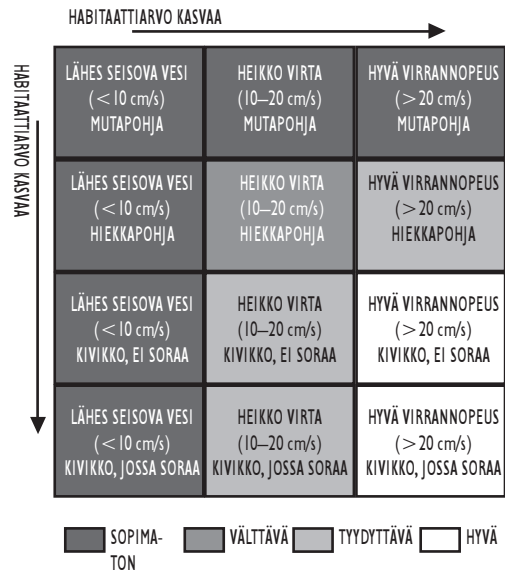 HABITAATTIARVO KASVAA
HABITAATTIARVO KASVAA
LÄHES SEISOVA VESI
(<10 cm/s)
MUTAPOHJA
HEIKKO VIRTA
(10–20 cm/s)
MUTAPOHJA
HYVÄ VIRRANNOPEUS
(>20 cm/s)
MUTAPOHJA
LÄHES SEISOVA VESI
(<10 cm/s)
HIEKKAPOHJA
HEIKKO VIRTA
(10–20 cm/s)
HIEKKAPOHJA
HYVÄ VIRRANNOPEUS
(>20 cm/s)
HIEKKAPOHJA
LÄHES SEISOVA VESI
(<10 cm/s)
KIVIKKO, EI SORAA
HEIKKO VIRTA
(10–20 cm/s)
KIVIKKO, EI SORAA
HYVÄ VIRRANNOPEUS
(>20 cm/s)
KIVIKKO, EI SORAA
LÄHES SEISOVA VESI
(<10 cm/s)
KIVIKKO, JOSSA SORAA
HEIKKO VIRTA
(10–20 cm/s)
KIVIKKO, JOSSA SORAA
HYVÄ VIRRANNOPEUS
(>20 cm/s)
KIVIKKO, JOSSA SORAA
SOPIMA-
TON
VÄLTTÄVÄ
TYYDYTTÄVÄ
HYVÄ